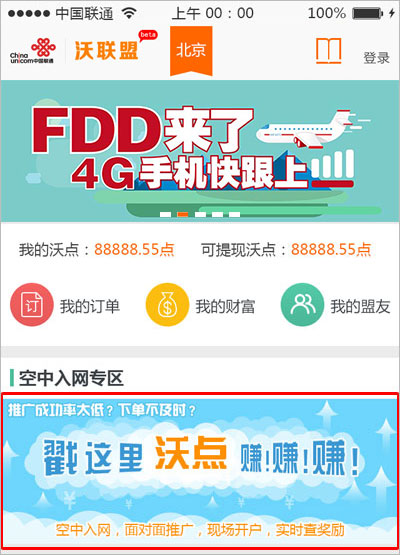 中国联通 上午 00：00 100%
China unicom中国联通 沃联盟 beta 北京 登录
FDD来了
4G手机快跟上
我的沃点：88888.55点 可提现沃点：88888.55点
订 我的订单 $ 我的财富 我的盟友
空中入网专区
推广成功率太低？下单不及时？
戳这里 沃点 赚!赚!赚!
空中入网，面对面推广，现场开户，实时查奖励